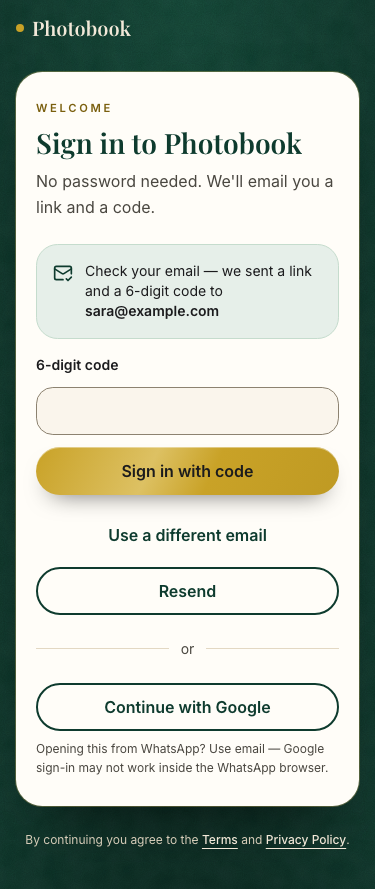 Photobook
WELCOME
Sign in to Photobook
No password needed. We'll email you a
link and a code.
Check your email — we sent a link
and a 6-digit code to
sara@example.com
6-digit code
Sign in with code
Use a different email
Resend
or
Continue with Google
Opening this from WhatsApp? Use email — Google
sign-in may not work inside the WhatsApp browser.
By continuing you agree to the Terms and Privacy Policy.